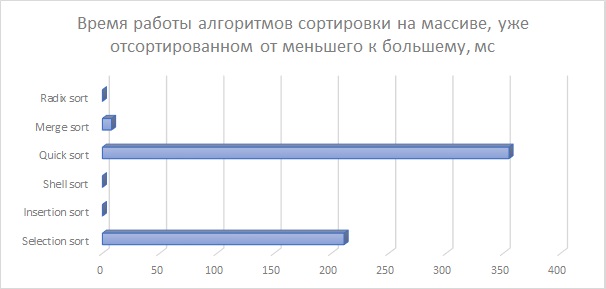 Время работы алгоритмов сортировки на массиве, уже
отсортированном от меньшего к большему, мс
Radix sort
Merge sort
Quick sort
Shell sort
Insertion sort
Selection sort
0 50 100 150 200 250 300 350 400